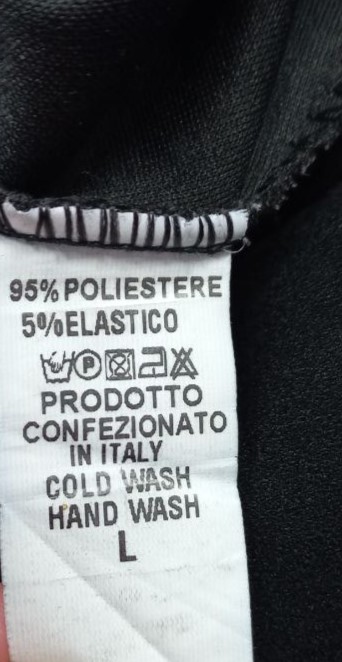 95% POLIESTERE
5% ELASTICO
P
PRODOTTO
CONFEZIONATO
IN ITALY
COLD WASH
HAND WASH
L